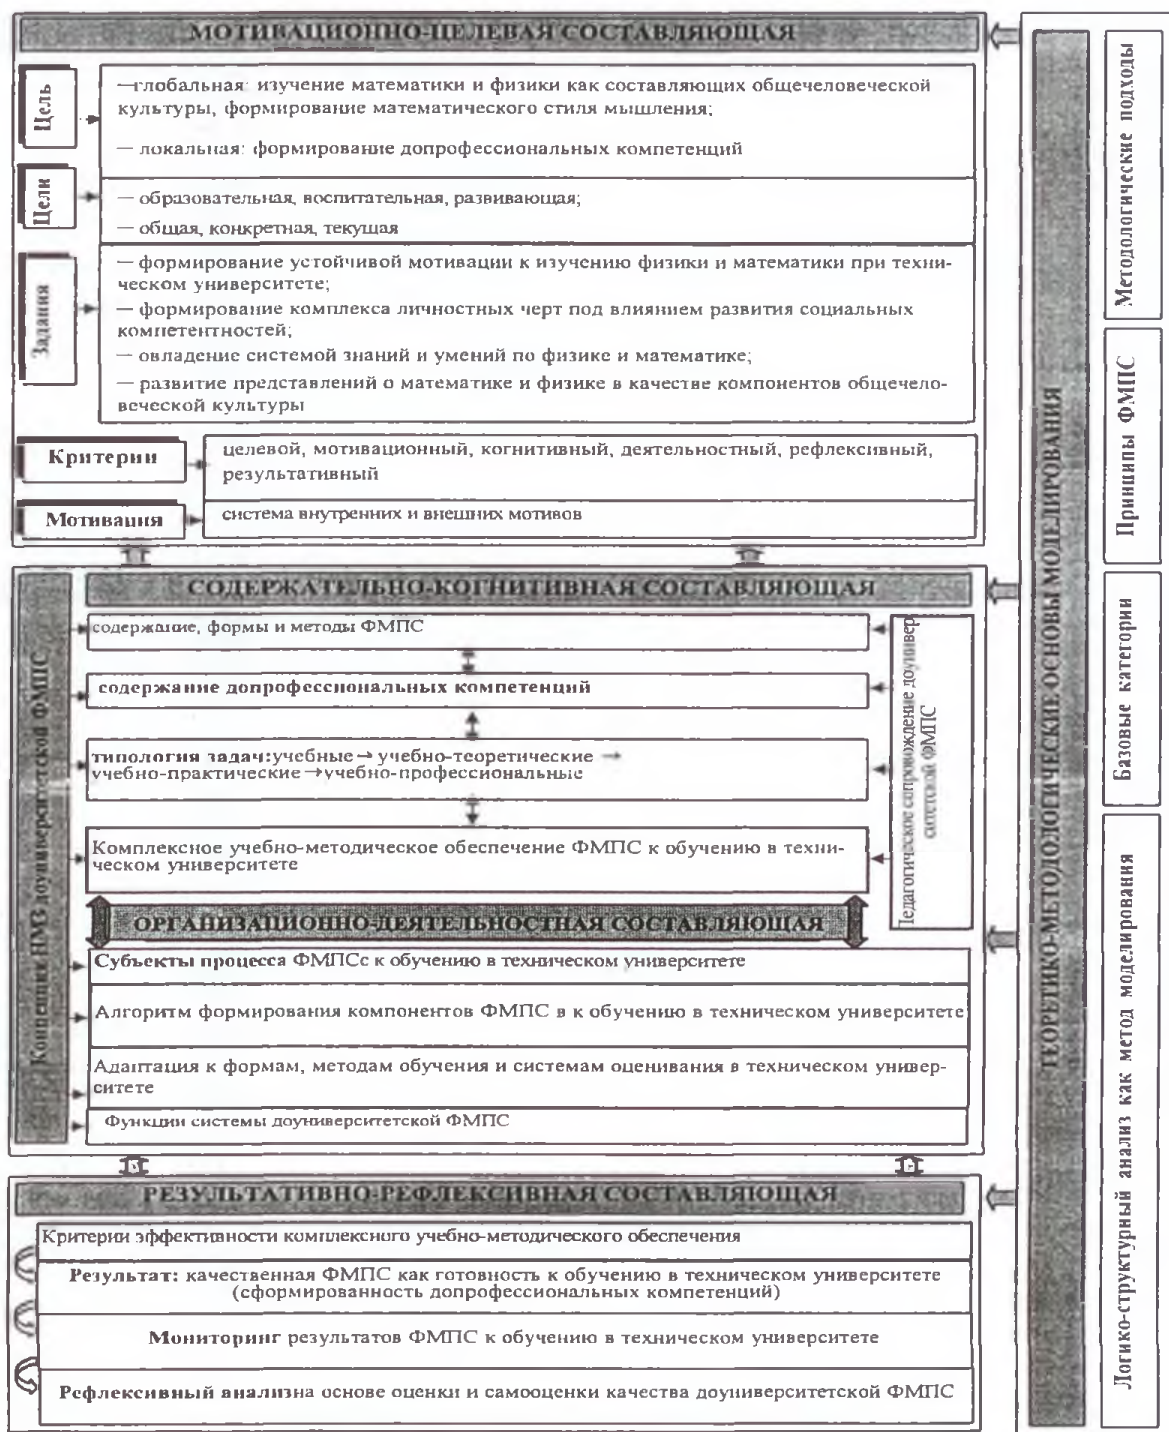 МОТИВАЦИОННО-ЦЕЛЕВАЯ СОСТАВЛЯЮЩАЯ
Цель
—глобальная: изучение математики и физики как составляющих общечеловеческой
культуры, формирование математического стиля мышления;
— локальная: формирование допрофессиональных компетенций
Цели
— образовательная, воспитательная, развивающая;
— общая, конкретная, текущая
Задания
— формирование устойчивой мотивации к изучению физики и математики при техни-
ческом университете;
— формирование комплекса личностных черт под влиянием развития социальных
компетентностей;
— овладение системой знаний и умений по физике и математике;
— развитие представлений о математике и физике в качестве компонентов общечело-
веческой культуры
Критерии
целевой, мотивационный, когнитивный, деятельностный, рефлексивный,
результативный
Мотивация
система внутренних и внешних мотивов
СОДЕРЖАТЕЛЬНО-КОГНИТИВНАЯ СОСТАВЛЯЮЩАЯ
Концепция НМЗ доуниверситетской ФМПС
содержание, формы и методы ФМПС
содержание допрофессиональных компетенций
типология задач:учебные → учебно-теоретические →
учебно-практические →учебно-профессиональные
Комплексное учебно-методическое обеспечение ФМПС к обучению в техни-
ческом университете
Педагогическое сопровождение доунивер
ситетской ФМПС
ОРГАНИЗАЦИОННО-ДЕЯТЕЛЬНОСТНАЯ СОСТАВЛЯЮЩАЯ
Субъекты процесса ФМПСс к обучению в техническом университете
Алгоритм формирования компонентов ФМПС в к обучению в техническом университете
Адаптация к формам, методам обучения и системам оценивания в техническом универ-
ситете
Функции системы доуниверситетской ФМПС
РЕЗУЛЬТАТИВНО-РЕФЛЕКСИВНАЯ СОСТАВЛЯЮЩАЯ
Критерии эффективности комплексного учебно-методического обеспечения
Результат: качественная ФМПС как готовность к обучению в техническом университете
(сформированность допрофессиональных компетенций)
Мониторинг результатов ФМПС к обучению в техническом университете
Рефлексивный анализна основе оценки и самооценки качества доуниверситетской ФМПС
ТЕОРЕТИКО-МЕТОДОЛОГИЧЕСКИЕ ОСНОВЫ МОДЕЛИРОВАНИЯ
Методологические подходы
Принципы ФМПС
Базовые категории
Логико-структурный анализ как метод моделирования